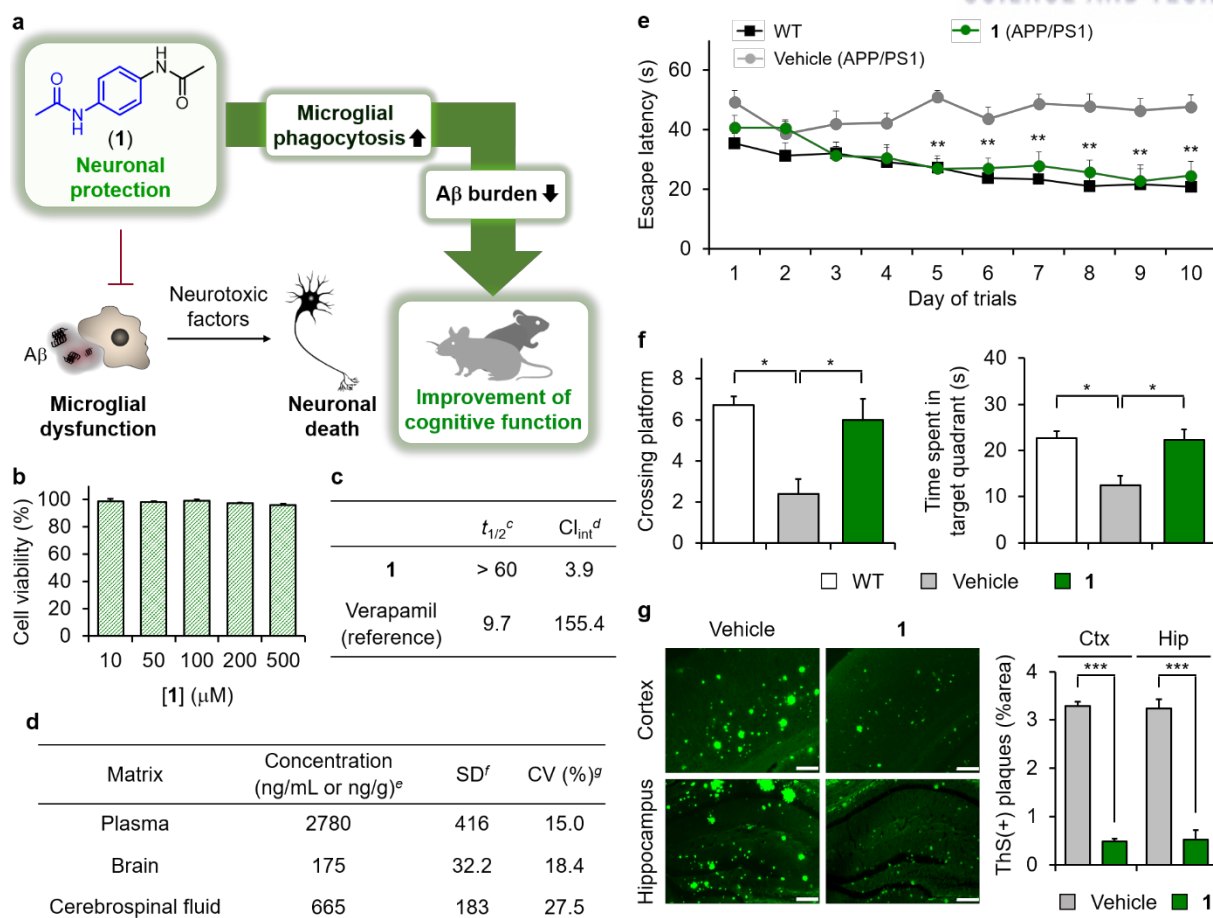 a
O
N
H
H
N
O
(1)
Neuronal
protection
Microglial
phagocytosis
Aβ burden
Neurotoxic
factors
Aβ
Microglial
dysfunction
Neuronal
death
Improvement of
cognitive function
b
Cell viability (%)
100
80
60
40
20
0
10 50 100 200 500
[1] (μM)
c
t1/2c Clintd
1 > 60 3.9
Verapamil
(reference) 9.7 155.4
d
Matrix Concentration
(ng/mL or ng/g)e SDf CV (%)g
Plasma 2780 416 15.0
Brain 175 32.2 18.4
Cerebrospinal fluid 665 183 27.5
e
WT 1 (APP/PS1)
Vehicle (APP/PS1)
Escape latency (s)
60
40
20
0
** ** ** ** ** **
1 2 3 4 5 6 7 8 9 10
Day of trials
f
Crossing platform
8
6
4
2
0
* *
Time spent in
target quadrant (s)
40
30
20
10
0
* *
WT Vehicle 1
g
Vehicle 1
Cortex
Hippocampus
Ctx Hip
*** ***
ThS(+) plaques (%area)
4
3
2
1
0
Vehicle 1